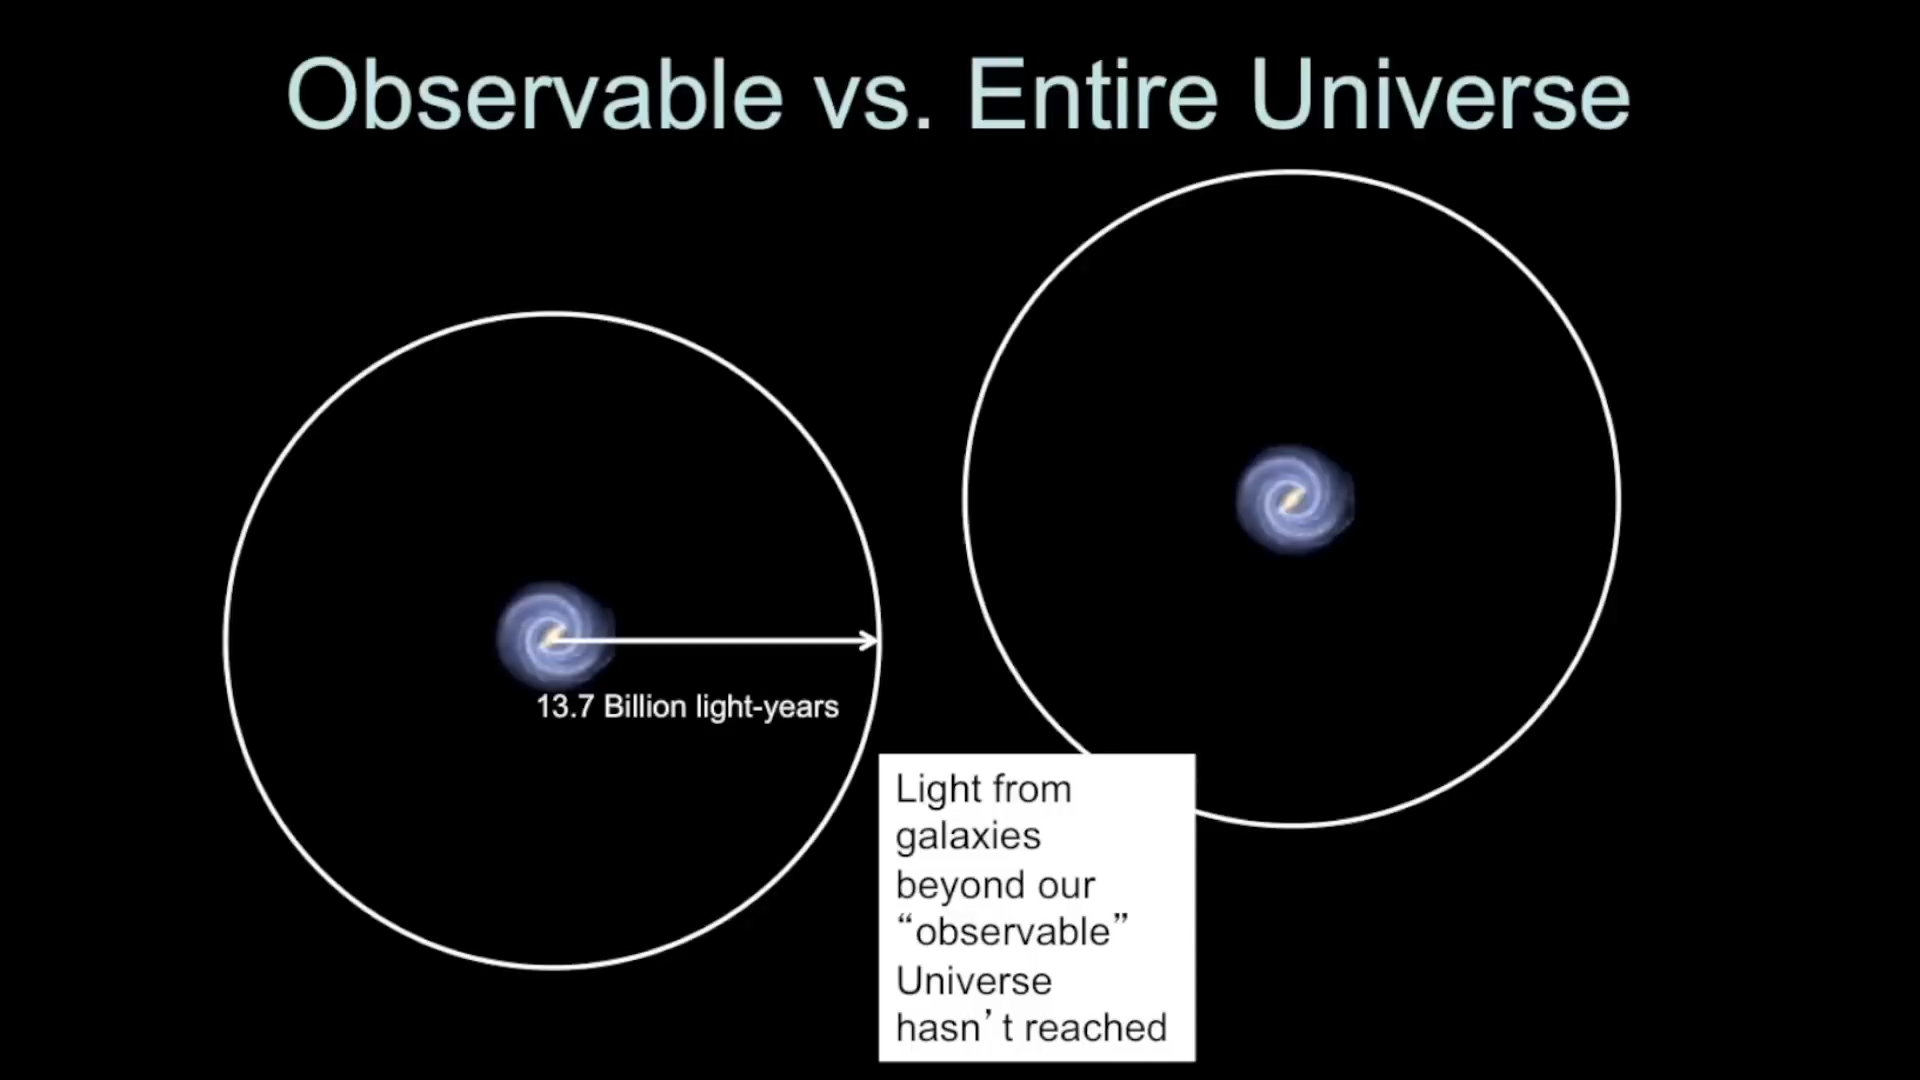 Observable vs. Entire Universe
13.7 Billion light-years
Light from
galaxies
beyond our
“observable”
Universe
hasn’t reached